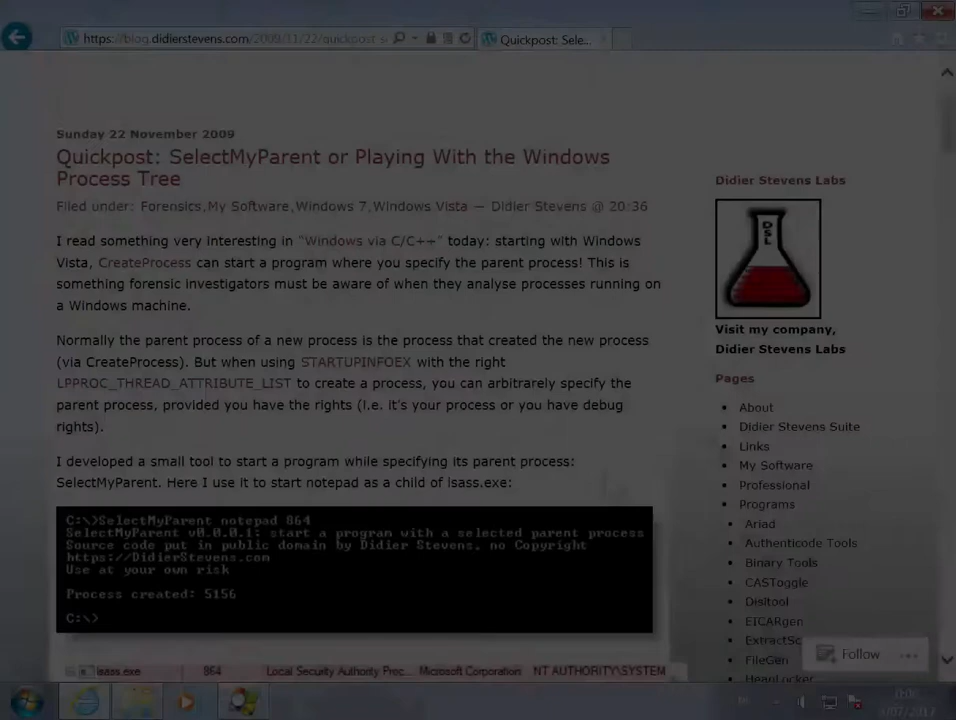 https://blog.didierstevens.com/2009/11/22/quickpost-s
Quickpost: Sele...
Sunday 22 November 2009
Quickpost: SelectMyParent or Playing With the Windows
Process Tree
Filed under: Forensics,My Software,Windows 7,Windows Vista — Didier Stevens @ 20:36
I read something very interesting in "Windows via C/C++" today: starting with Windows
Vista, CreateProcess can start a program where you specify the parent process! This is
something forensic investigators must be aware of when they analyse processes running on
a Windows machine.
Normally the parent process of a new process is the process that created the new process
(via CreateProcess). But when using STARTUPINFOEX with the right
LPPROC_THREAD_ATTRIBUTE_LIST to create a process, you can arbitrarely specify the
parent process, provided you have the rights (i.e. it's your process or you have debug
rights).
I developed a small tool to start a program while specifying its parent process:
SelectMyParent. Here I use it to start notepad as a child of lsass.exe:
C:\>SelectMyParent notepad 864
SelectMyParent v0.0.0.1: start a program with a selected parent process
Source code put in public domain by Didier Stevens, no Copyright
https://DidierStevens.com
Use at your own risk
Process created: 5156
C:\>
lsass.exe 864 Local Security Authority Proc... Microsoft Corporation NT AUTHORITY\SYSTEM
Didier Stevens Labs
DSL
Visit my company,
Didier Stevens Labs
Pages
About
Didier Stevens Suite
Links
My Software
Professional
Programs
Ariad
Authenticode Tools
Binary Tools
CASToggle
Disitool
EICARgen
ExtractSc
FileGen
HeapLocker
Follow